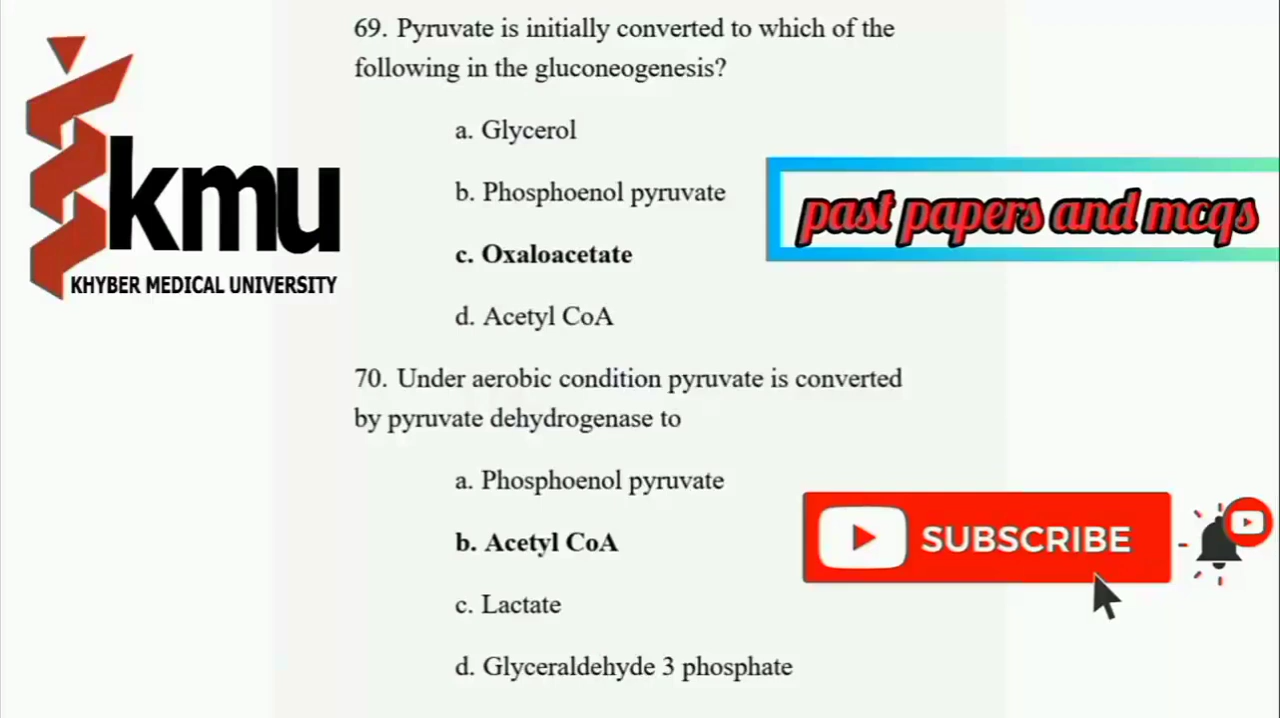 69. Pyruvate is initially converted to which of the
following in the gluconeogenesis?
a. Glycerol
b. Phosphoenol pyruvate
c. Oxaloacetate
d. Acetyl CoA
70. Under aerobic condition pyruvate is converted
by pyruvate dehydrogenase to
a. Phosphoenol pyruvate
b. Acetyl CoA
c. Lactate
d. Glyceraldehyde 3 phosphate
kmu
KHYBER MEDICAL UNIVERSITY
past papers and mcqs
SUBSCRIBE